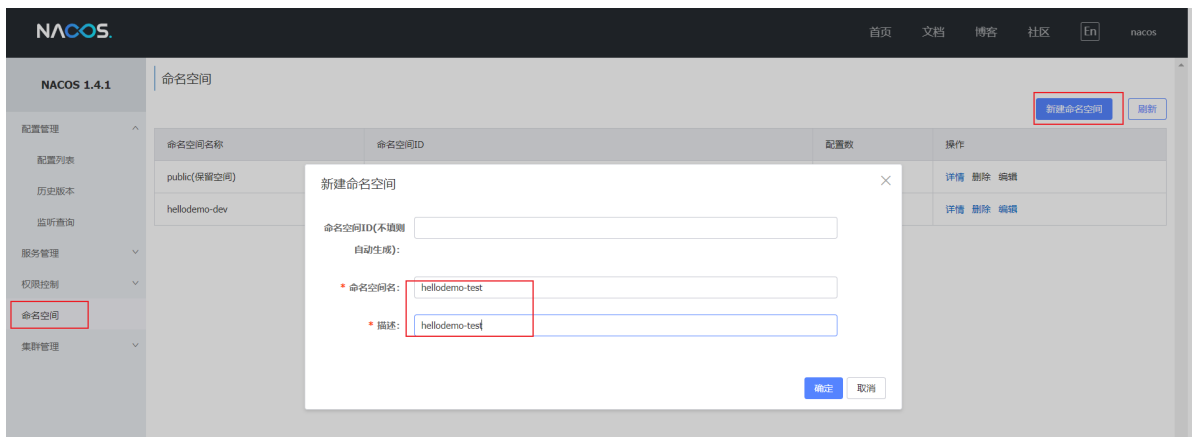 NACOS.
首页 文档 博客 社区 En nacos
NACOS 1.4.1
配置管理
配置列表
历史版本
监听查询
服务管理
权限控制
命名空间
集群管理
命名空间
新建命名空间 刷新
命名空间名称 命名空间ID 配置数 操作
public(保留空间) 详情 删除 编辑
hellodemo-dev 详情 删除 编辑
新建命名空间
命名空间ID(不填则
自动生成):
* 命名空间名: hellodemo-test
* 描述: hellodemo-test
确定 取消